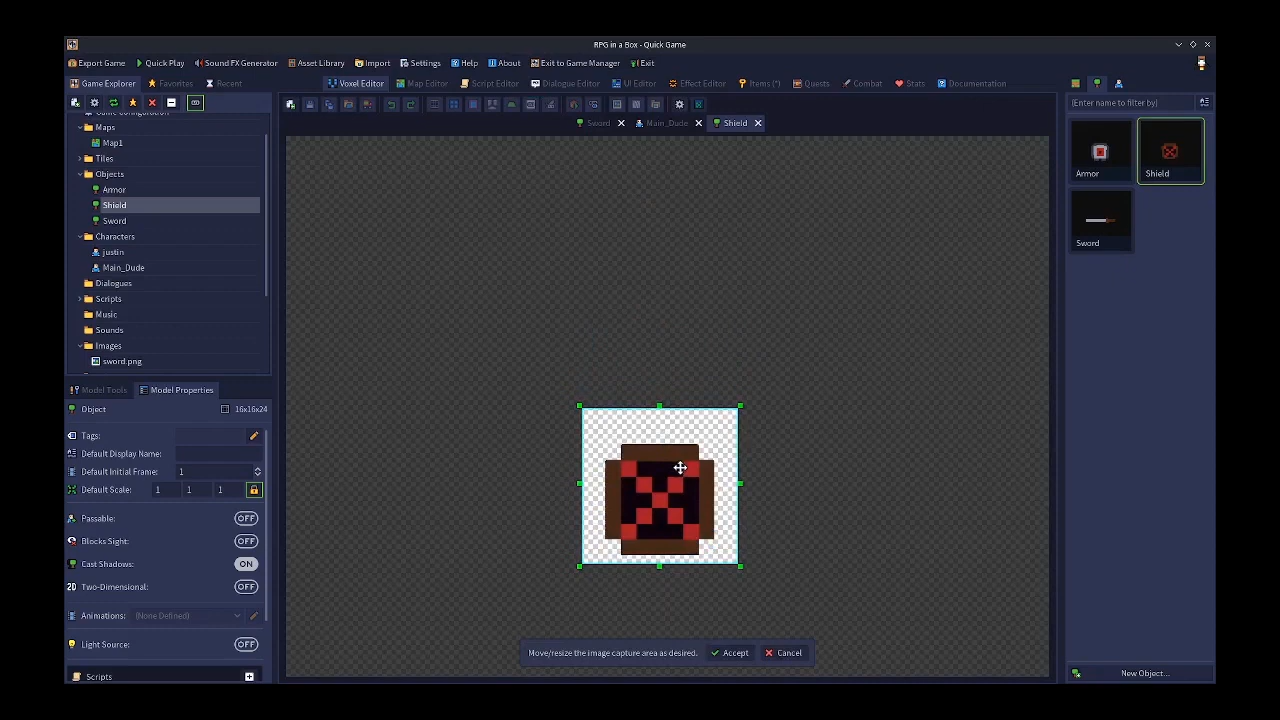 RPG in a Box - Quick Game
Export Game Quick Play Sound FX Generator Asset Library Import Settings Help About Exit to Game Manager Exit
Game Explorer Favorites Recent Voxel Editor Map Editor Script Editor Dialogue Editor UI Editor Effect Editor Items (*) Quests Combat Stats Documentation
(Enter name to filter by)
Sword Main_Dude Shield
Maps
Map1
Tiles
Objects
Armor
Shield
Sword
Characters
justin
Main_Dude
Dialogues
Scripts
Music
Sounds
Images
sword.png
Armor Shield
Sword
Model Tools Model Properties
Object 16x16x24
Tags:
Default Display Name:
Default Initial Frame: 1
Default Scale: 1 1 1
Passable: OFF
Blocks Sight: OFF
Cast Shadows: ON
2D Two-Dimensional: OFF
Animations: (None Defined)
Light Source: OFF
Scripts
Move/resize the image capture area as desired. Accept Cancel
New Object...